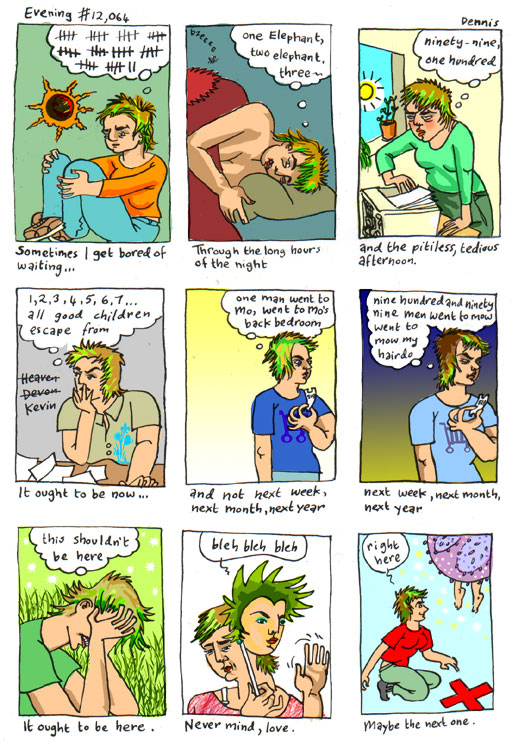 Evening #12,064
Dennis
one Elephant,
two elephant,
three~
bzzzzo
ninety-nine,
one hundred
Sometimes I get bored of
waiting...
Through the long hours
of the night
and the pitiless, tedious
afternoon.
1,2,3,4,5,6,7...
all good children
escape from
Heaven
Devon
Kevin
one man went to
Mo, went to Mo's
back bedroom
nine hundred and ninety
nine men went to mow
went to
mow my
hairdo
It ought to be now...
and not next week,
next month, next year
next week, next month,
next year
this shouldn't
be here
bleh bleh bleh
right
here
It ought to be here.
Never mind, love.
Maybe the next one.